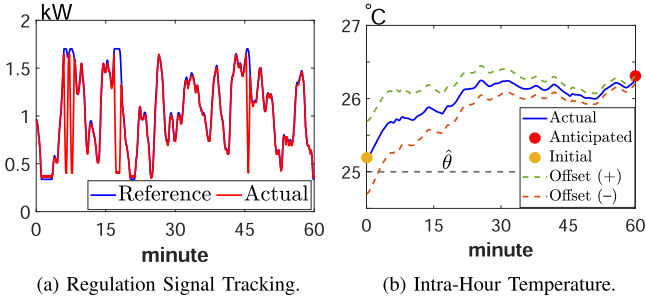 kW
2
1.5
1
0.5
0
0 15 30 45 60
minute
Reference Actual
(a) Regulation Signal Tracking.
°C
27
26
25
0 15 30 45 60
minute
θ̂
Actual
Anticipated
Initial
Offset (+)
Offset (−)
(b) Intra-Hour Temperature.